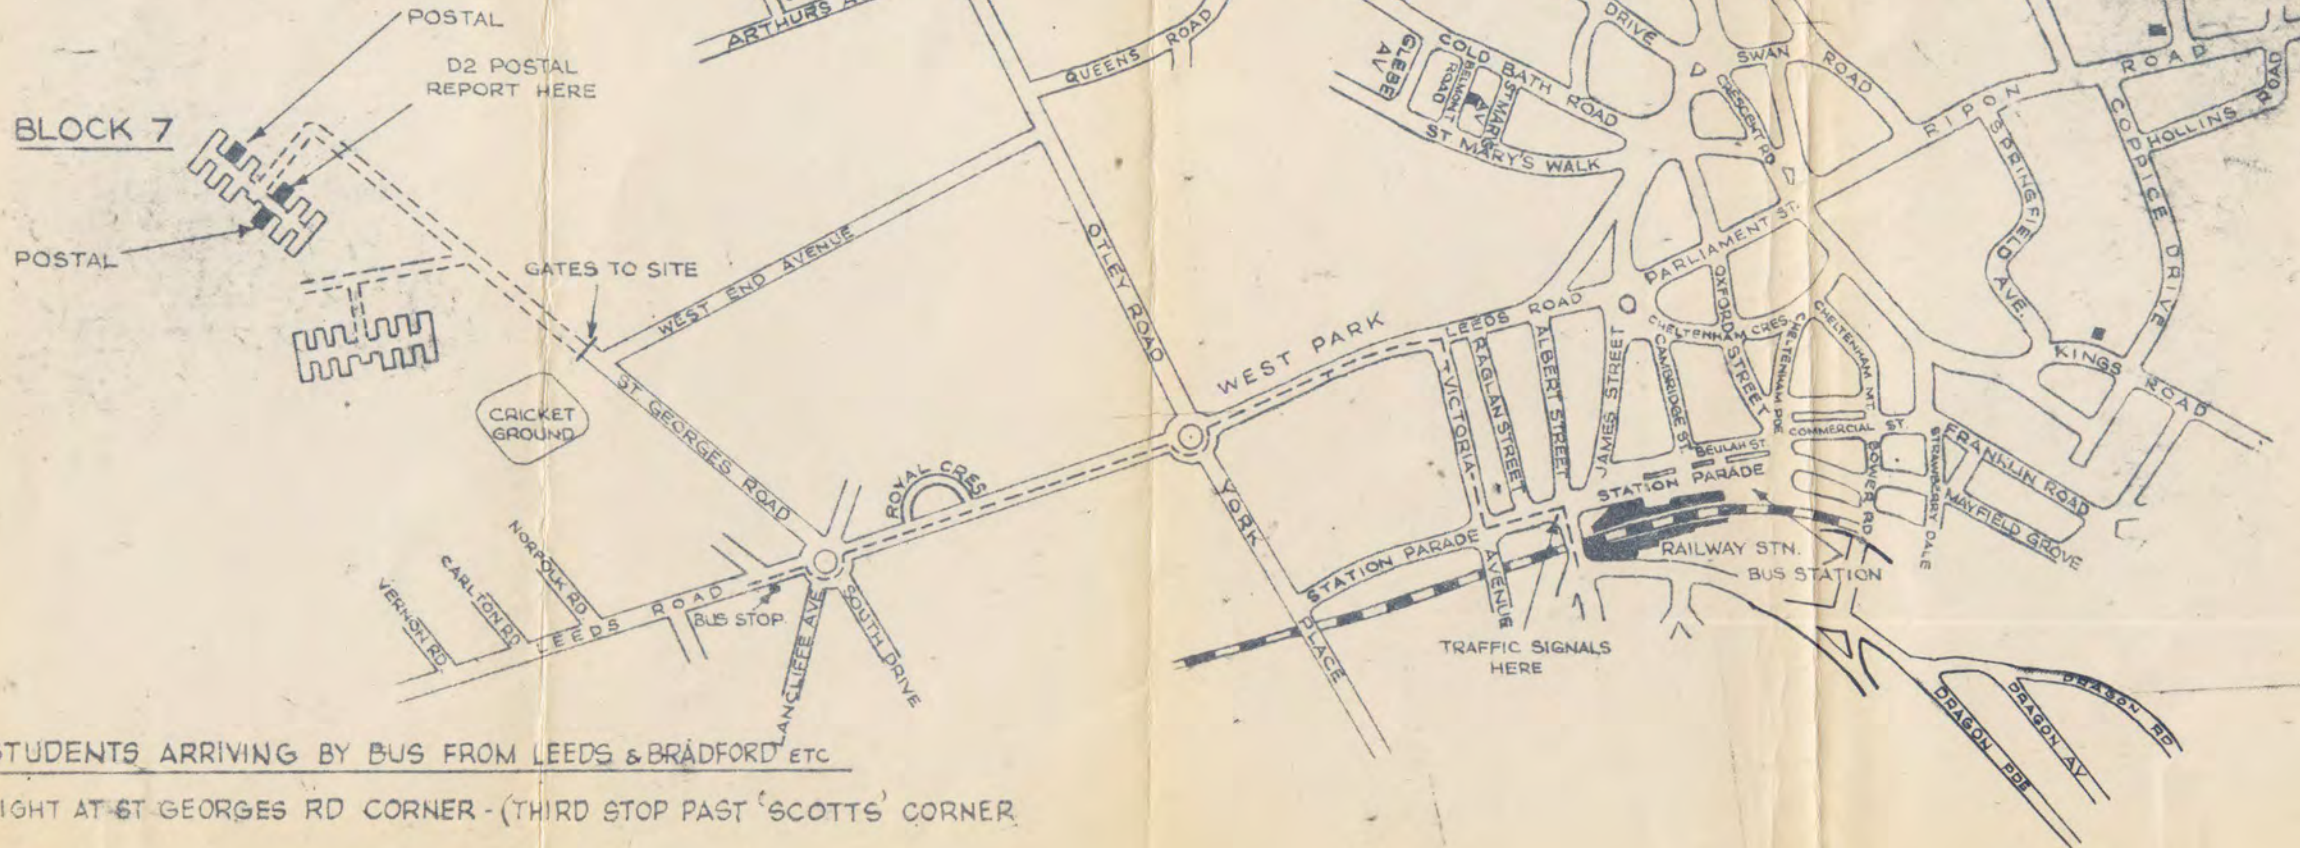 POSTAL
D2 POSTAL
REPORT HERE
BLOCK 7
POSTAL
GATES TO SITE
CRICKET
GROUND
ARTHURS
QUEENS ROAD
WEST END AVENUE
OTLEY ROAD
ST. GEORGES ROAD
ROYAL CRES
NORFOLK RD.
CARLTON RD
VERNON RD
LEEDS ROAD
BUS STOP
LANCLIFFE AVE
SOUTH DRIVE
YORK PLACE
WEST PARK
LEEDS ROAD
VICTORIA
AVENUE
RAGLAN STREET
ALBERT STREET
JAMES STREET
CAMBRIDGE ST.
OXFORD STREET
CHELTENHAM CRES.
CHELTENHAM PDE
CHELTENHAM MT.
PARLIAMENT ST.
BEULAH ST.
COMMERCIAL ST.
STATION PARADE
STATION PARADE
RAILWAY STN.
BUS STATION
TRAFFIC SIGNALS
HERE
GLEBE
AV
COLD BATH ROAD
BELMONT
ROAD
ST MARYS
AV
ST. MARY'S WALK
DRIVE
SWAN ROAD
CRESCENT RD
RIPON ROAD
SPRINGFIELD AVE.
COPPICE DRIVE
HOLLINS ROAD
KINGS ROAD
BOWER RD
STRAWBERRY DALE
FRANKLIN ROAD
MAYFIELD GROVE
DRAGON PDE
DRAGON AV
DRAGON RD
STUDENTS ARRIVING BY BUS FROM LEEDS & BRADFORD ETC
IGHT AT ST GEORGES RD CORNER - (THIRD STOP PAST 'SCOTTS' CORNER